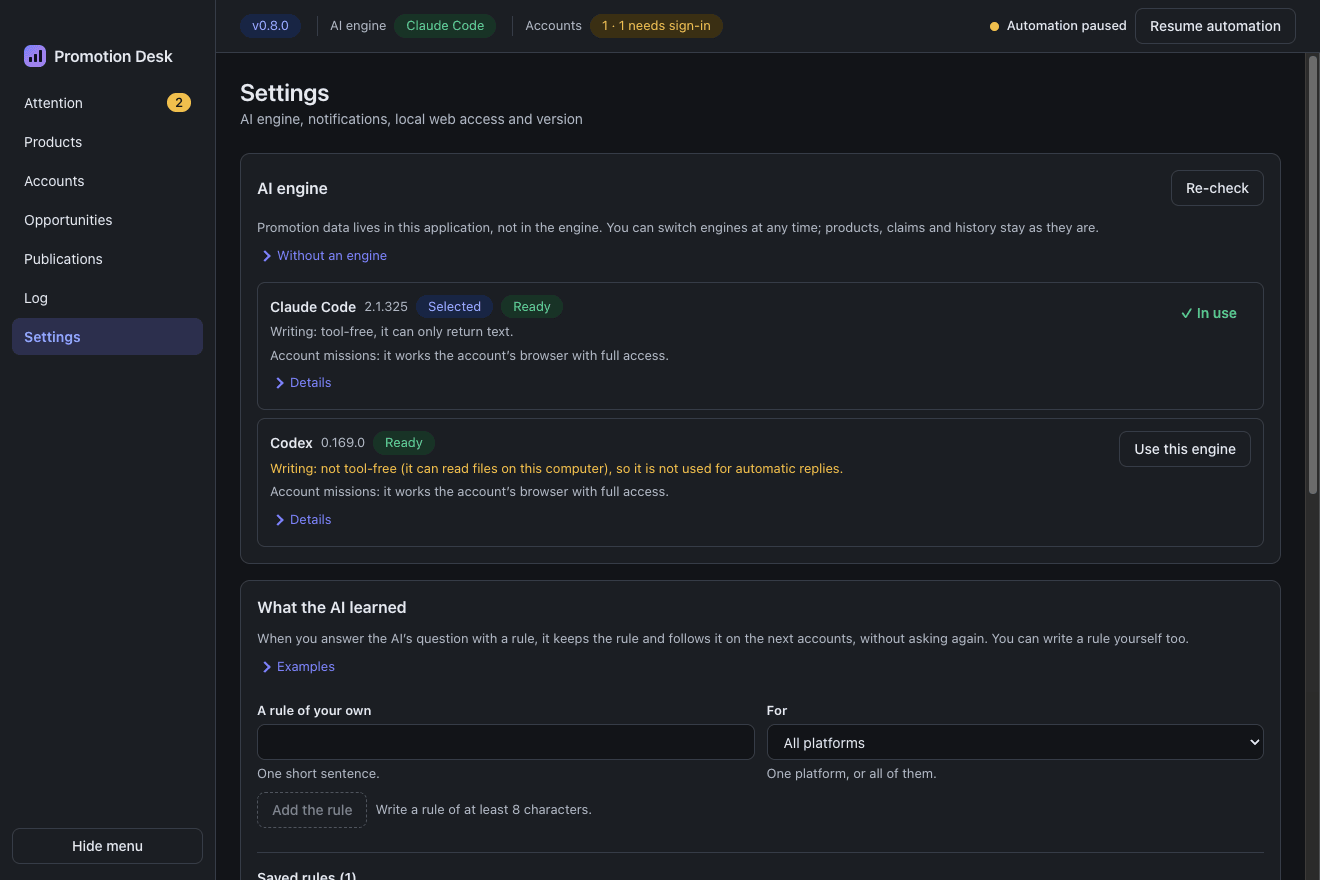 Promotion Desk
Attention 2
Products
Accounts
Opportunities
Publications
Log
Settings
Hide menu
v0.8.0 AI engine Claude Code Accounts 1 · 1 needs sign-in Automation paused Resume automation
Settings
AI engine, notifications, local web access and version
AI engine Re-check
Promotion data lives in this application, not in the engine. You can switch engines at any time; products, claims and history stay as they are.
Without an engine
Claude Code 2.1.325 Selected Ready
In use
Writing: tool-free, it can only return text.
Account missions: it works the account’s browser with full access.
Details
Codex 0.169.0 Ready
Use this engine
Writing: not tool-free (it can read files on this computer), so it is not used for automatic replies.
Account missions: it works the account’s browser with full access.
Details
What the AI learned
When you answer the AI’s question with a rule, it keeps the rule and follows it on the next accounts, without asking again. You can write a rule yourself too.
Examples
A rule of your own For
All platforms
One short sentence. One platform, or all of them.
Add the rule Write a rule of at least 8 characters.
Saved rules (1)